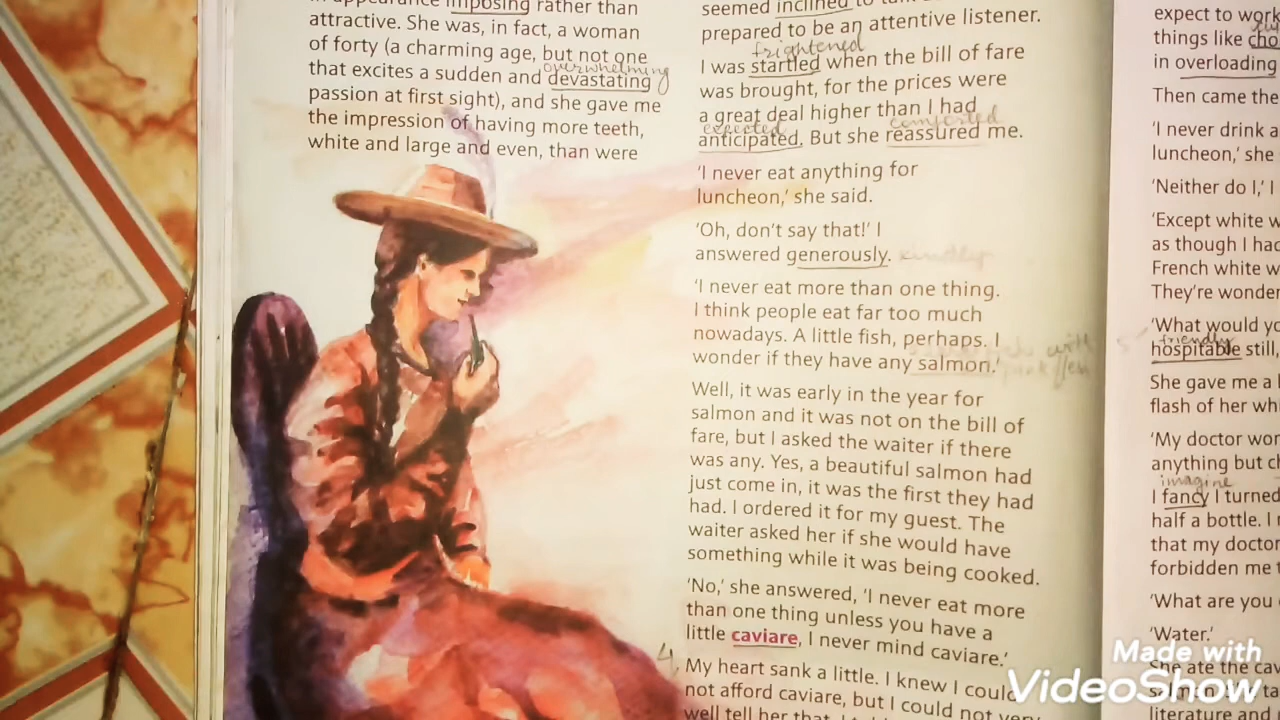 appearance imposing rather than
attractive. She was, in fact, a woman
of forty (a charming age, but not one
overwhelming
that excites a sudden and devastating
passion at first sight), and she gave me
the impression of having more teeth,
white and large and even, than were
seemed inclined to
prepared to be an attentive listener.
frightened
I was startled when the bill of fare
was brought, for the prices were
a great deal higher than I had
expected comforted
anticipated. But she reassured me.
'I never eat anything for
luncheon,' she said.
'Oh, don't say that!' I
answered generously. kindly
'I never eat more than one thing.
I think people eat far too much
nowadays. A little fish, perhaps. I
wonder if they have any salmon.'
Well, it was early in the year for
salmon and it was not on the bill of
fare, but I asked the waiter if there
was any. Yes, a beautiful salmon had
just come in, it was the first they had
had. I ordered it for my guest. The
waiter asked her if she would have
something while it was being cooked.
'No,' she answered, 'I never eat more
than one thing unless you have a
little caviare, I never mind caviare.'
4.
My heart sank a little. I knew I could
not afford caviare, but I could not very
well tell her that
expect to work
things like
in overloading
Then came the
'I never drink a
luncheon,' she
'Neither do I,' I
'Except white w
as though I had
French white w
They're wonder
'What would yo
friendly
hospitable still,
She gave me a
flash of her wh
'My doctor won
anything but ch
imagine
I fancy I turned
half a bottle. I
that my doctor
forbidden me t
'What are you
'Water.'
She ate the cav
salmon
literature and
Made with
VideoShow